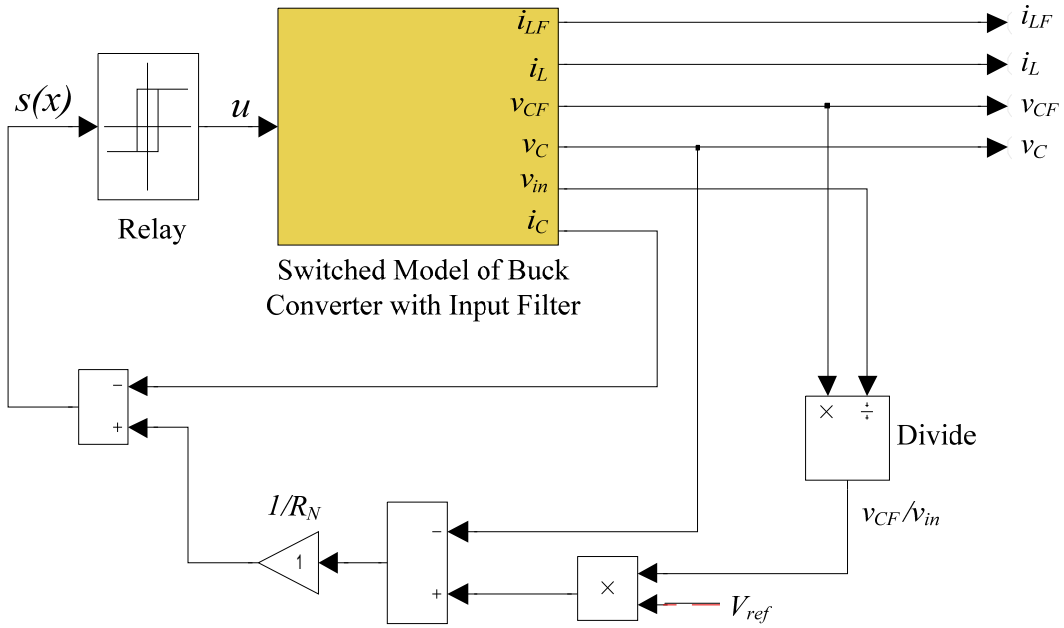 i_LF
i_LF
i_L
i_L
s(x)
u
v_CF
v_CF
v_C
v_C
v_in
i_C
Relay
Switched Model of Buck
Converter with Input Filter
−
+
× ÷
Divide
1/R_N
1
v_CF/v_in
−
+
×
V_ref